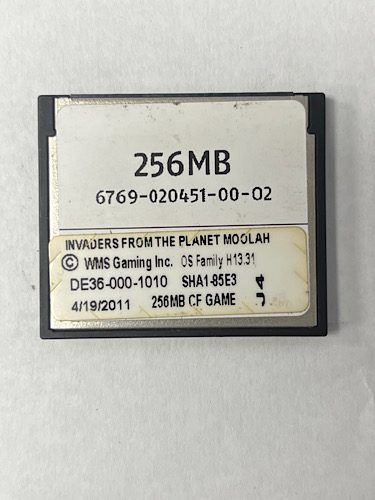 256MB
6769-020451-00-02
INVADERS FROM THE PLANET MOOLAH
© WMS Gaming Inc. OS Family H13.31
DE36-000-1010 SHA1-85E3
4/19/2011 256MB CF GAME
J4